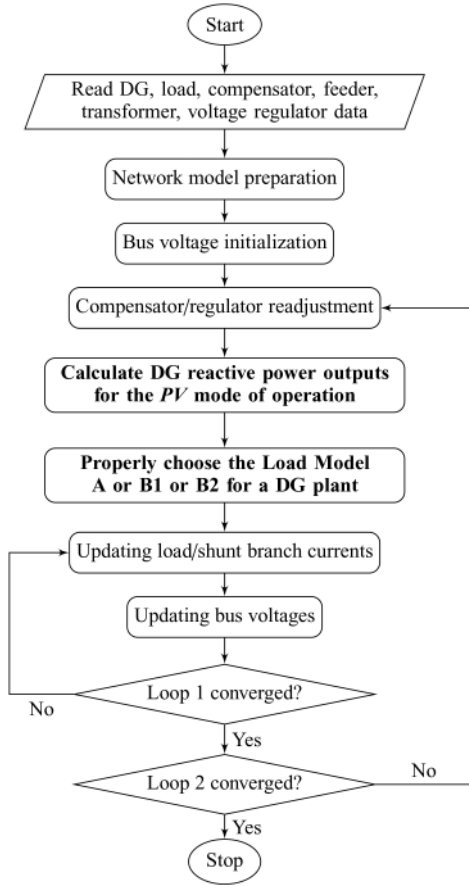 Start
Read DG, load, compensator, feeder,
transformer, voltage regulator data
Network model preparation
Bus voltage initialization
Compensator/regulator readjustment
Calculate DG reactive power outputs
for the PV mode of operation
Properly choose the Load Model
A or B1 or B2 for a DG plant
Updating load/shunt branch currents
Updating bus voltages
Loop 1 converged?
No
Yes
Loop 2 converged?
No
Yes
Stop